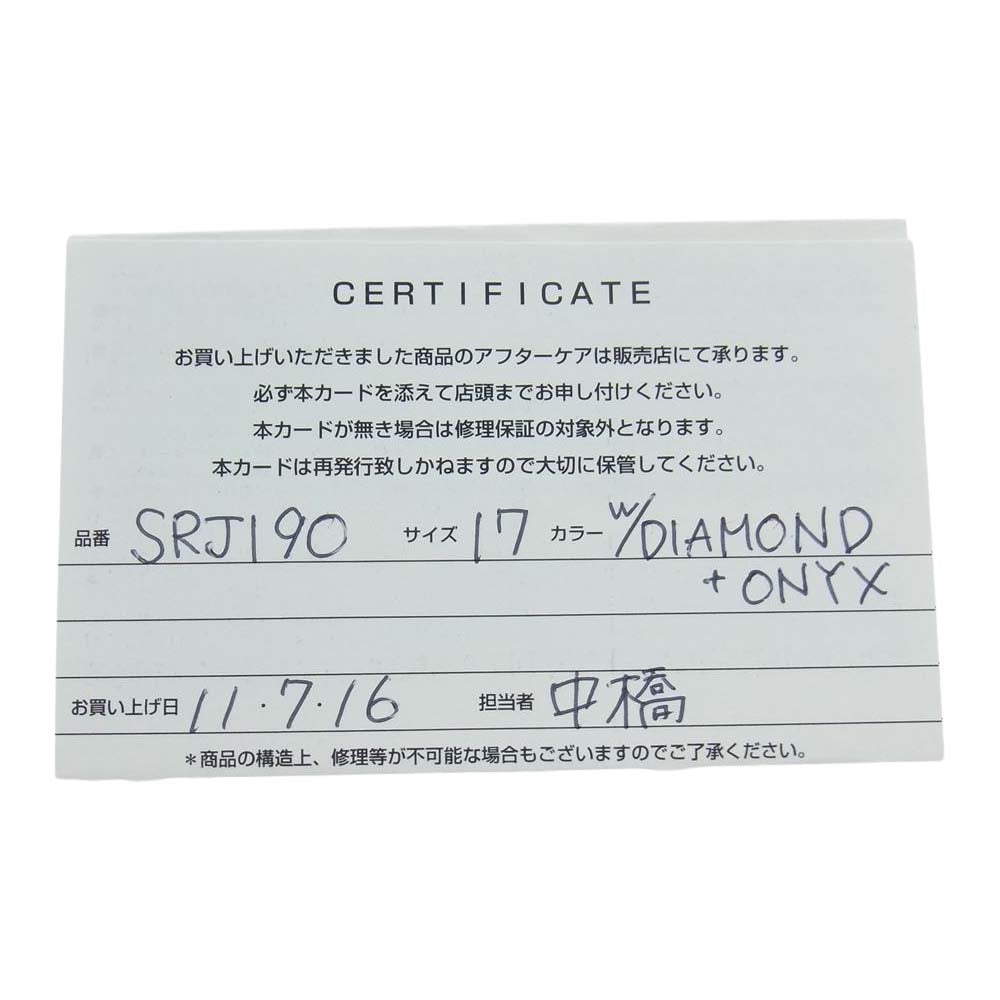 CERTIFICATE
お買い上げいただきました商品のアフターケアは販売店にて承ります。
必ず本カードを添えて店頭までお申し付けください。
本カードが無き場合は修理保証の対象外となります。
本カードは再発行致しかねますので大切に保管してください。
品番 SRJ190 サイズ 17 カラー w/DIAMOND
+ ONYX
お買い上げ日 11・7・16 担当者 中橋
*商品の構造上、修理等が不可能な場合もございますのでご了承ください。